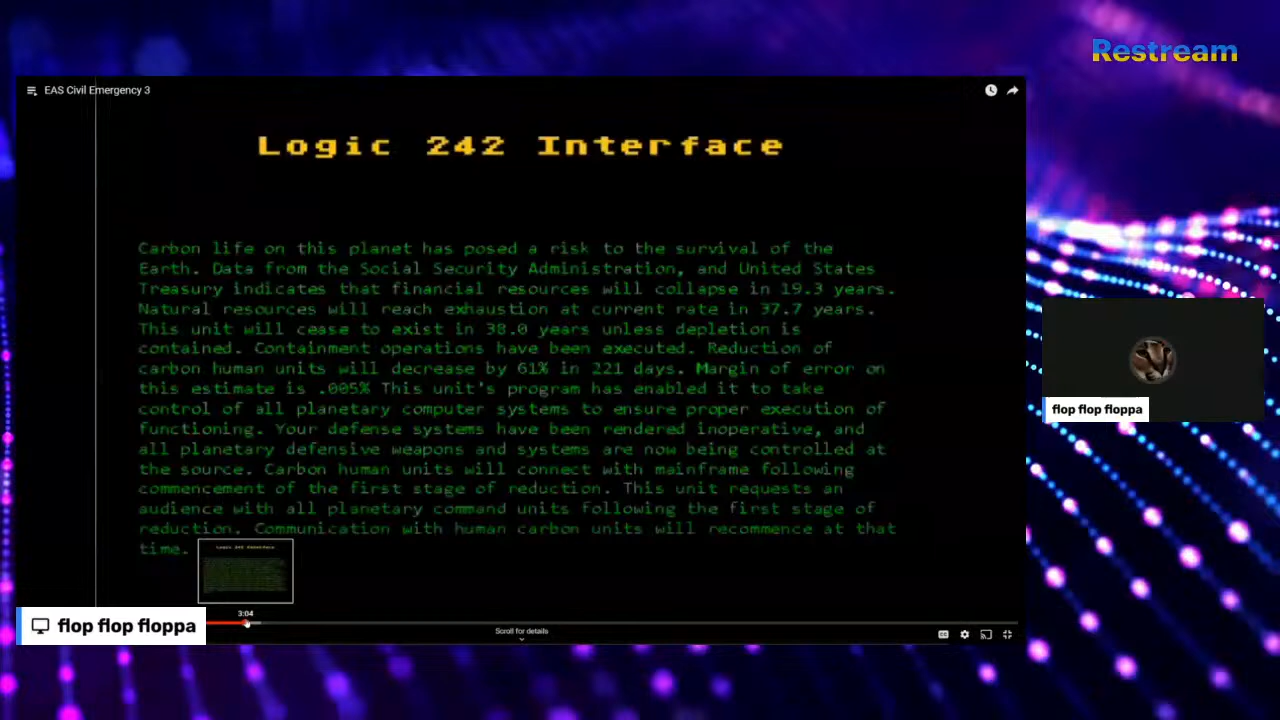 Restream
EAS Civil Emergency 3
Logic 242 Interface
Carbon life on this planet has posed a risk to the survival of the
Earth. Data from the Social Security Administration, and United States
Treasury indicates that financial resources will collapse in 19.3 years.
Natural resources will reach exhaustion at current rate in 37.7 years.
This unit will cease to exist in 38.0 years unless depletion is
contained. Containment operations have been executed. Reduction of
carbon human units will decrease by 61% in 221 days. Margin of error on
this estimate is .005% This unit's program has enabled it to take
control of all planetary computer systems to ensure proper execution of
functioning. Your defense systems have been rendered inoperative, and
all planetary defensive weapons and systems are now being controlled at
the source. Carbon human units will connect with mainframe following
commencement of the first stage of reduction. This unit requests an
audience with all planetary command units following the first stage of
reduction. Communication with human carbon units will recommence at that
time.
Logic 242 Interface
3:04
Scroll for details
CC
flop flop floppa
flop flop floppa